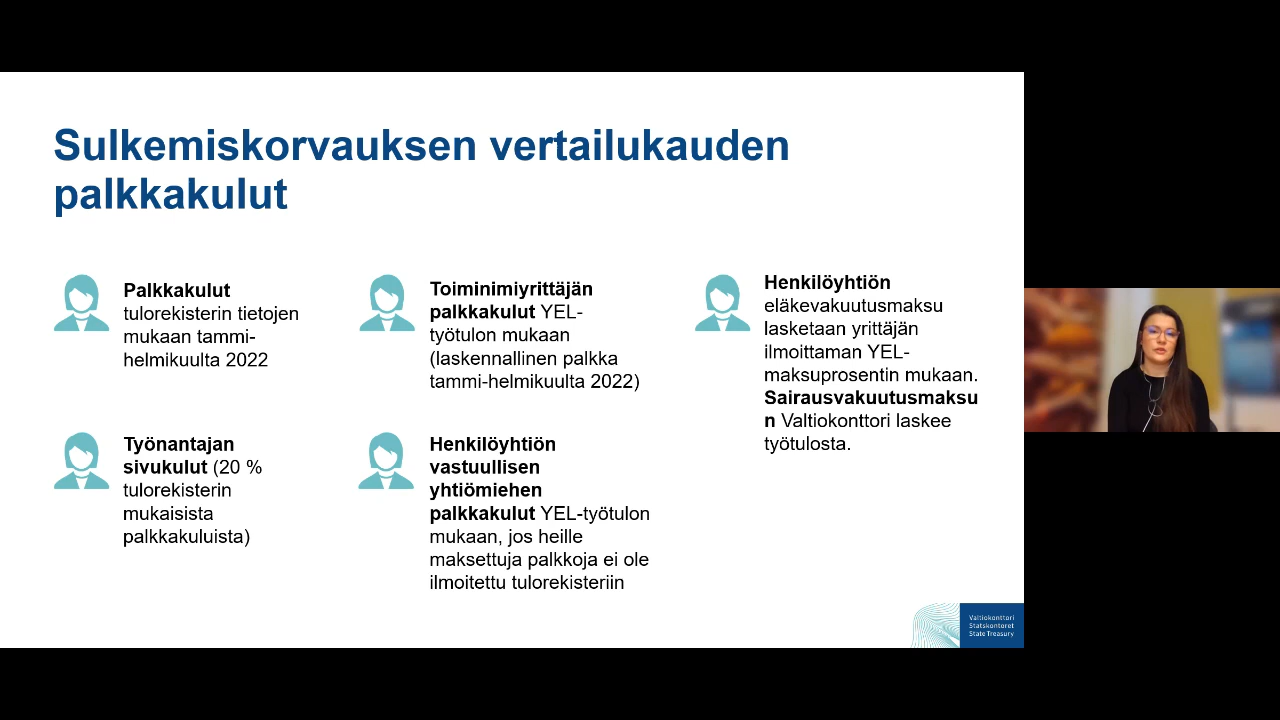 Sulkemiskorvauksen vertailukauden
palkkakulut
Palkkakulut
tulorekisterin tietojen
mukaan tammi-
helmikuulta 2022
Työnantajan
sivukulut (20 %
tulorekisterin
mukaisista
palkkakuluista)
Toiminimiyrittäjän
palkkakulut YEL-
työtulon mukaan
(laskennallinen palkka
tammi-helmikuulta 2022)
Henkilöyhtiön
vastuullisen
yhtiömiehen
palkkakulut YEL-työtulon
mukaan, jos heille
maksettuja palkkoja ei ole
ilmoitettu tulorekisteriin
Henkilöyhtiön
eläkevakuutusmaksu
lasketaan yrittäjän
ilmoittaman YEL-
maksuprosentin mukaan.
Sairausvakuutusmaksu
n Valtiokonttori laskee
työtulosta.
Valtiokonttori
Statskontoret
State Treasury